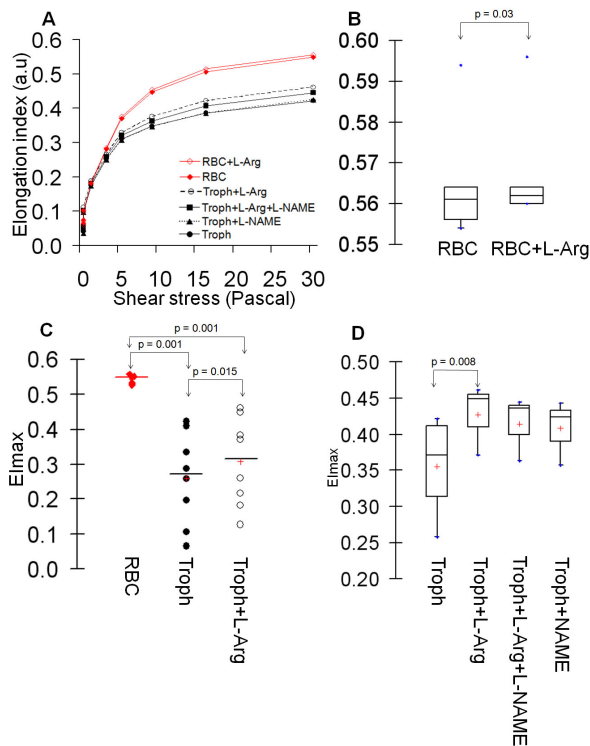 A
Elongation index (a.u)
0.6
0.5
0.4
0.3
0.2
0.1
0.0
RBC+L-Arg
RBC
Troph+L-Arg
Troph+L-Arg+L-NAME
Troph+L-NAME
Troph
0 5 10 15 20 25 30
Shear stress (Pascal)
B
p = 0.03
0.60
0.59
0.58
0.57
0.56
0.55
RBC RBC+L-Arg
C
p = 0.001
p = 0.001
p = 0.015
EImax
0.6
0.5
0.4
0.3
0.2
0.1
0.0
RBC
Troph
Troph+L-Arg
D
p = 0.008
EImax
0.45
0.40
0.35
0.30
0.25
0.20
Troph
Troph+L-Arg
Troph+L-Arg+L-NAME
Troph+NAME